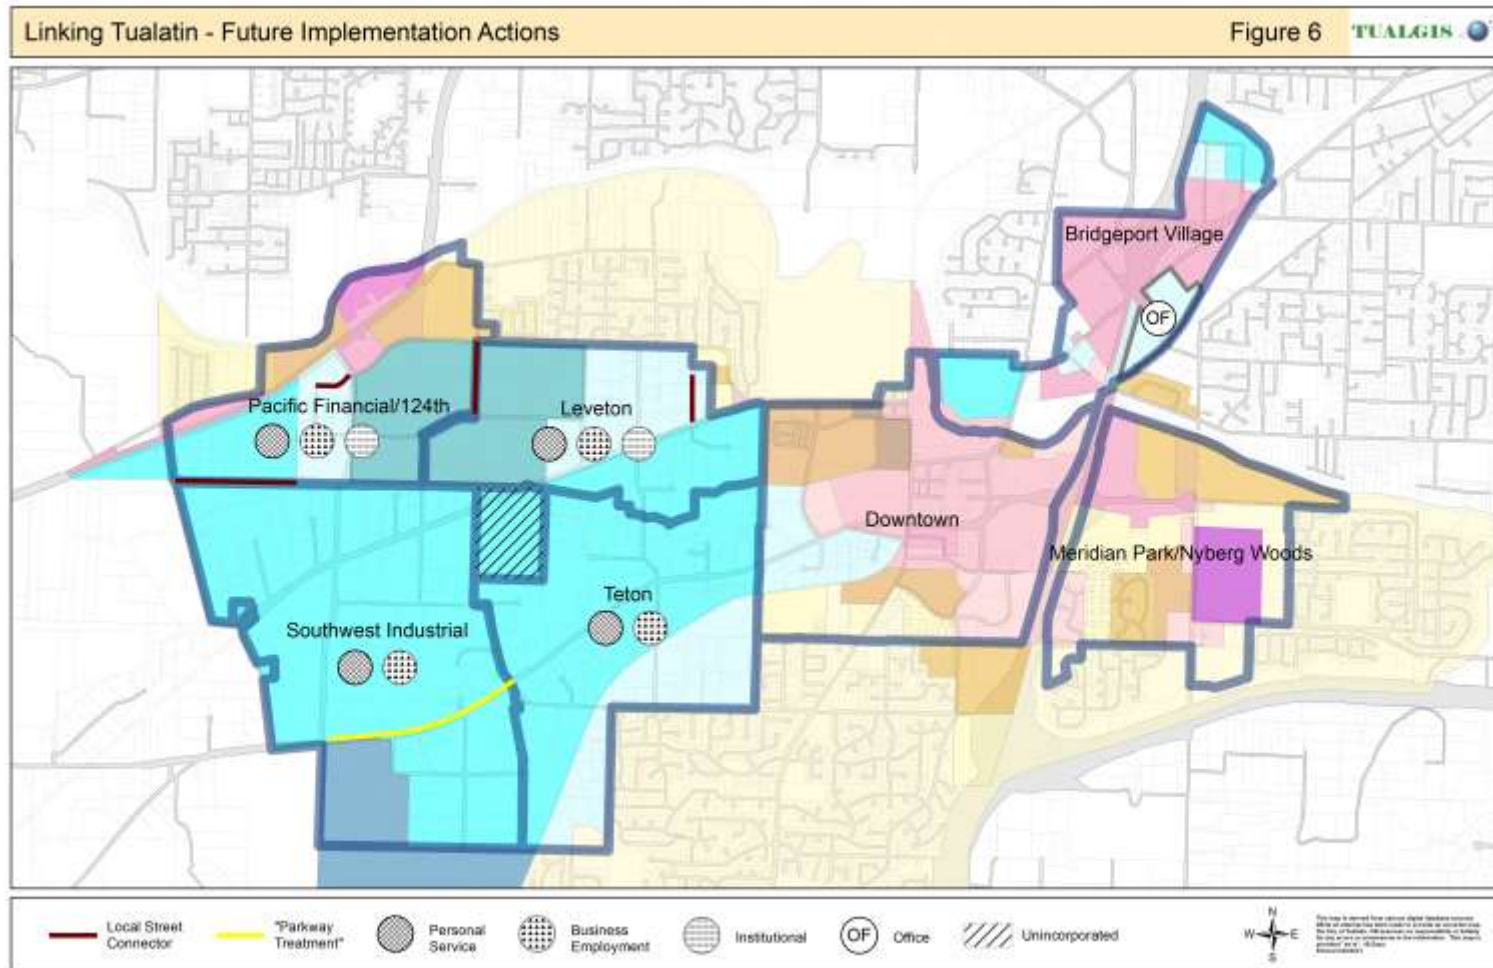 Linking Tualatin - Future Implementation Actions
Figure 6
TUALGIS
Bridgeport Village
OF
Pacific Financial/124th
Leveton
Downtown
Meridian Park/Nyberg Woods
Teton
Southwest Industrial
Local Street
Connector
"Parkway
Treatment"
Personal
Service
Business
Employment
Institutional
OF
Office
Unincorporated
N
W
E
S